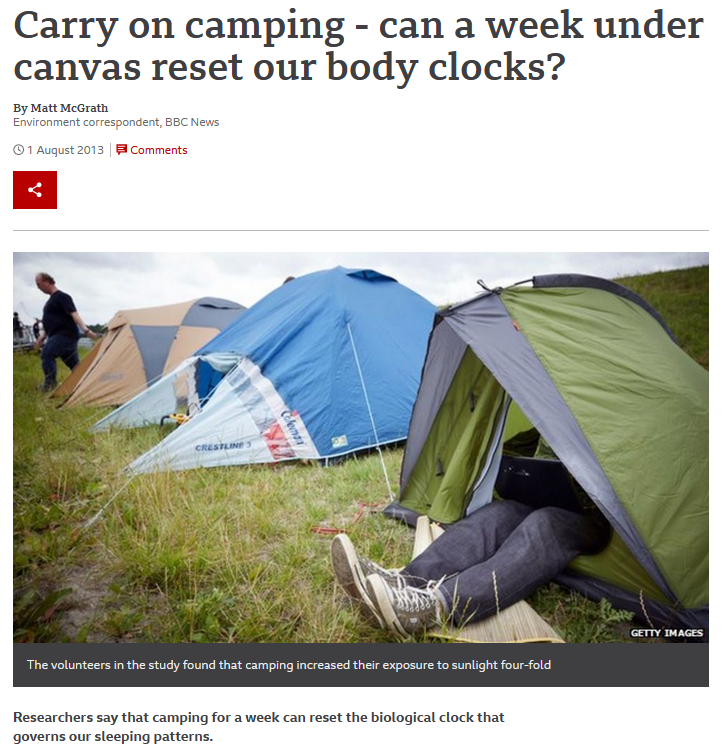 Carry on camping - can a week under
canvas reset our body clocks?
By Matt McGrath
Environment correspondent, BBC News
1 August 2013
Comments
Coleman
CRESTLINE 3
GETTY IMAGES
The volunteers in the study found that camping increased their exposure to sunlight four-fold
Researchers say that camping for a week can reset the biological clock that
governs our sleeping patterns.